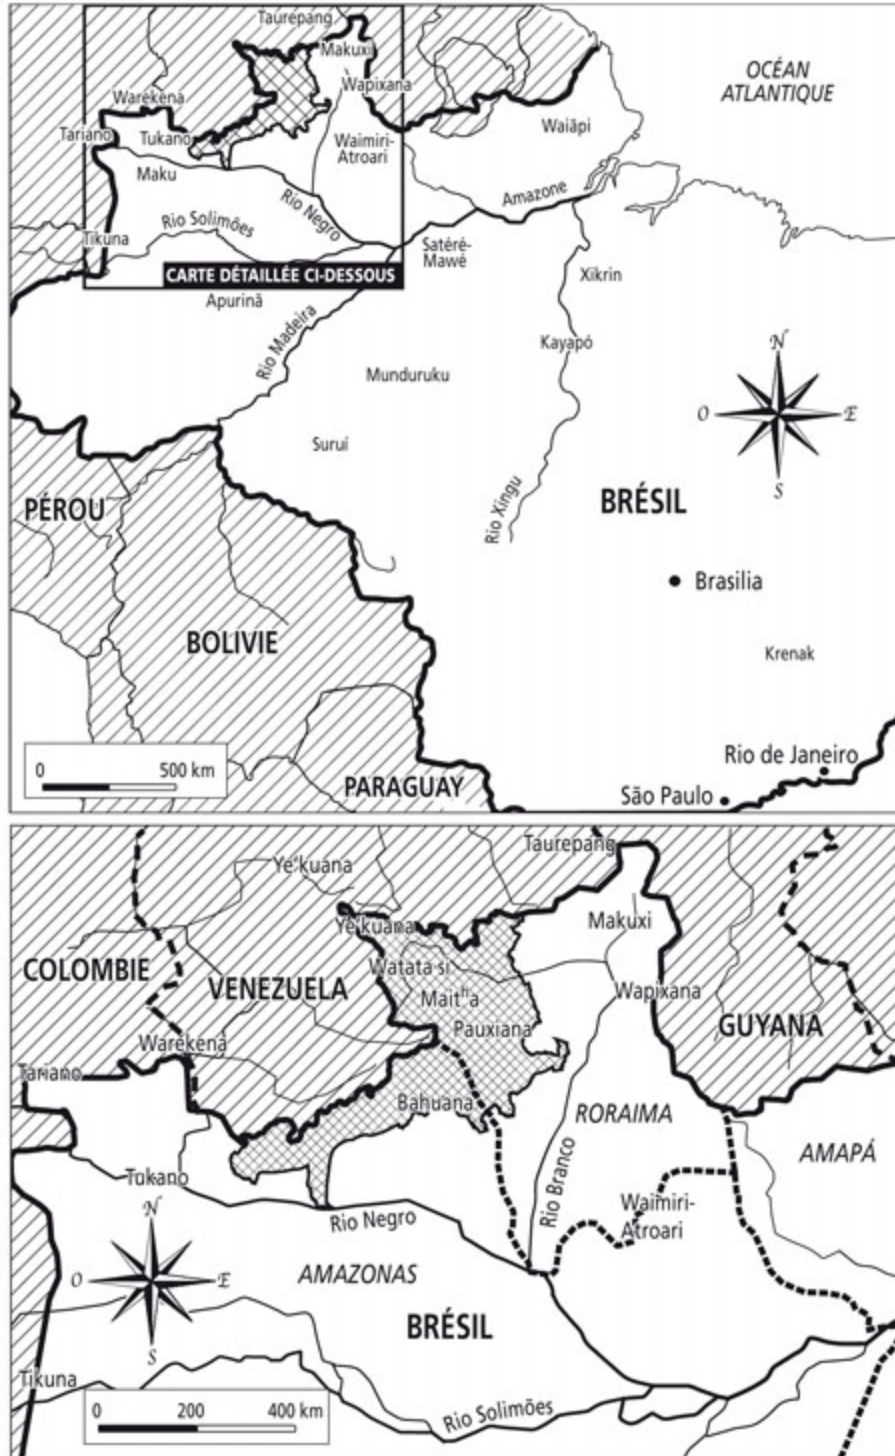 Taurepang
Makuxi
OCÉAN
ATLANTIQUE
Wapixana
Warekena
Waiãpi
Tariano
Tukano
Waimiri-
Atroari
Maku
Amazone
Rio Negro
Rio Solimões
Tikuna
Satéré-
Mawé
CARTE DÉTAILLÉE CI-DESSOUS
Xikrin
Apurinã
Rio Madeira
Kayapó
N
Munduruku
O
E
Surui
S
Rio Xingu
BRÉSIL
PÉROU
Brasilia
BOLIVIE
Krenak
Rio de Janeiro
0 500 km
PARAGUAY
São Paulo
Taurepang
Ye'kuana
Makuxi
Ye'kuana
COLOMBIE
Watata si
VENEZUELA
Maitʰa
Wapixana
Pauxiana
GUYANA
Warekena
Tariano
Bahuana
RORAIMA
AMAPÁ
Rio Branco
Tukano
Waimiri-
Atroari
N
Rio Negro
O
E
AMAZONAS
BRÉSIL
S
Tikuna
0 200 400 km
Rio Solimões